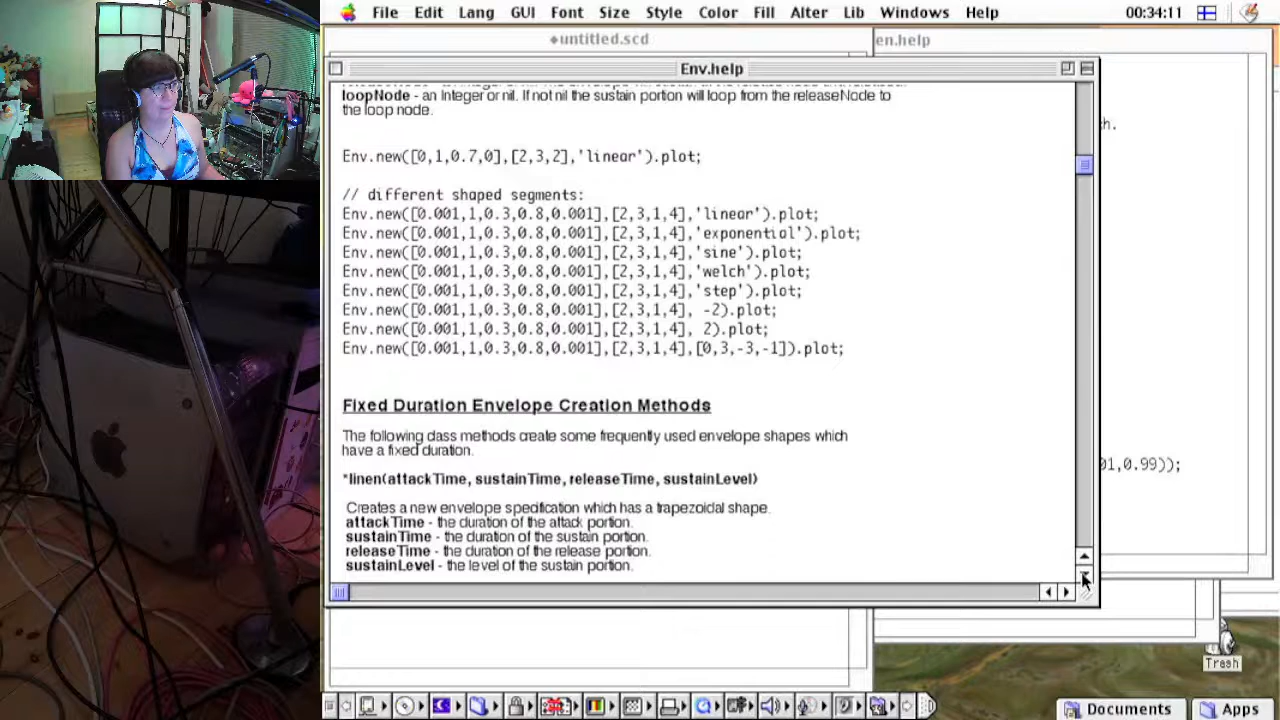 File Edit Lang GUI Font Size Style Color Fill Alter Lib Windows Help 00:34:11
◆untitled.scd
en.help
Env.help
loopNode - an Integer or nil. If not nil the sustain portion will loop from the releaseNode to
the loop node.
Env.new([0,1,0.7,0],[2,3,2],'linear').plot;
// different shaped segments:
Env.new([0.001,1,0.3,0.8,0.001],[2,3,1,4],'linear').plot;
Env.new([0.001,1,0.3,0.8,0.001],[2,3,1,4],'exponential').plot;
Env.new([0.001,1,0.3,0.8,0.001],[2,3,1,4],'sine').plot;
Env.new([0.001,1,0.3,0.8,0.001],[2,3,1,4],'welch').plot;
Env.new([0.001,1,0.3,0.8,0.001],[2,3,1,4],'step').plot;
Env.new([0.001,1,0.3,0.8,0.001],[2,3,1,4], -2).plot;
Env.new([0.001,1,0.3,0.8,0.001],[2,3,1,4], 2).plot;
Env.new([0.001,1,0.3,0.8,0.001],[2,3,1,4],[0,3,-3,-1]).plot;
Fixed Duration Envelope Creation Methods
The following class methods create some frequently used envelope shapes which
have a fixed duration.
*linen(attackTime, sustainTime, releaseTime, sustainLevel)
Creates a new envelope specification which has a trapezoidal shape.
attackTime - the duration of the attack portion.
sustainTime - the duration of the sustain portion.
releaseTime - the duration of the release portion.
sustainLevel - the level of the sustain portion.
h.
01,0.99));
Trash
Documents
Apps